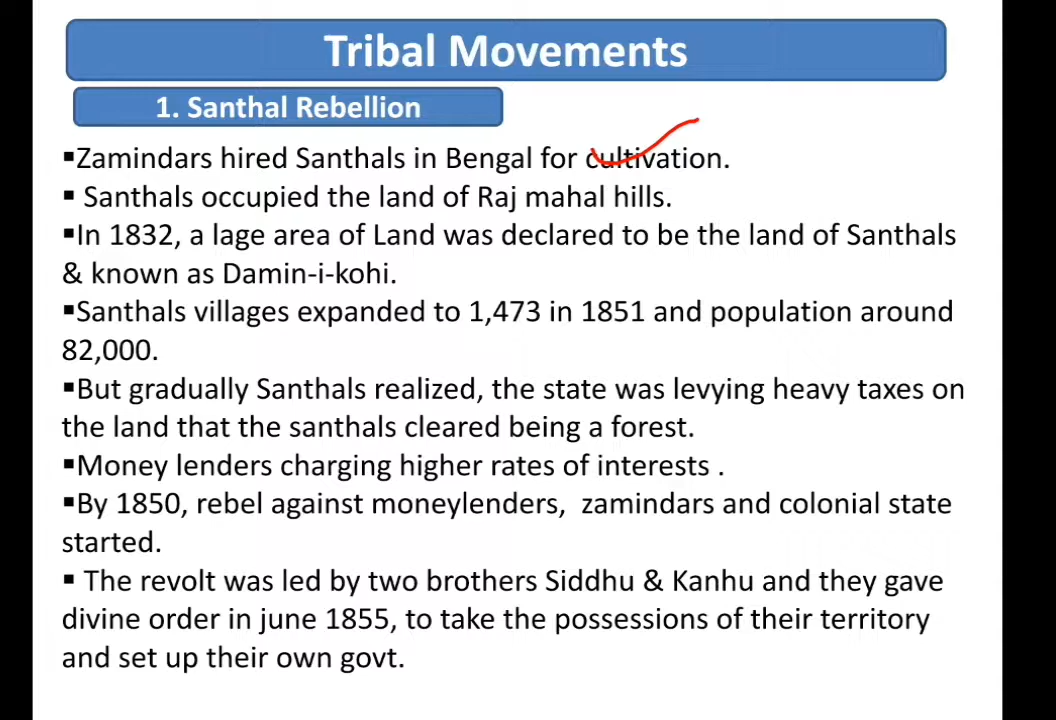 Tribal Movements
1. Santhal Rebellion
▪Zamindars hired Santhals in Bengal for cultivation.
▪ Santhals occupied the land of Raj mahal hills.
▪In 1832, a lage area of Land was declared to be the land of Santhals
& known as Damin-i-kohi.
▪Santhals villages expanded to 1,473 in 1851 and population around
82,000.
▪But gradually Santhals realized, the state was levying heavy taxes on
the land that the santhals cleared being a forest.
▪Money lenders charging higher rates of interests .
▪By 1850, rebel against moneylenders, zamindars and colonial state
started.
▪ The revolt was led by two brothers Siddhu & Kanhu and they gave
divine order in june 1855, to take the possessions of their territory
and set up their own govt.